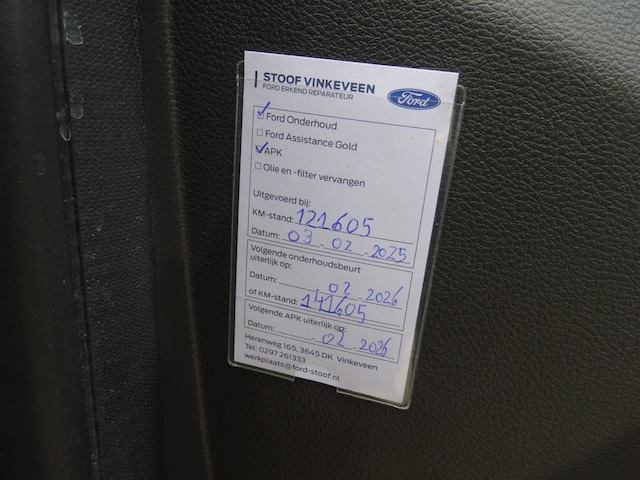 STOOF VINKEVEEN
FORD ERKEND REPARATEUR
Ford
Ford Onderhoud
Ford Assistance Gold
APK
Olie en -filter vervangen
Uitgevoerd bij:
KM-stand: 121605
Datum: 03.02.2025
Volgende onderhoudsbeurt
uiterlijk op:
Datum: 02.2026
of KM-stand: 141605
Volgende APK uiterlijk op:
Datum: 02.2026
Herenweg 165, 3645 DK Vinkeveen
Tel: 0297 261333
werkplaats@ford-stoof.nl